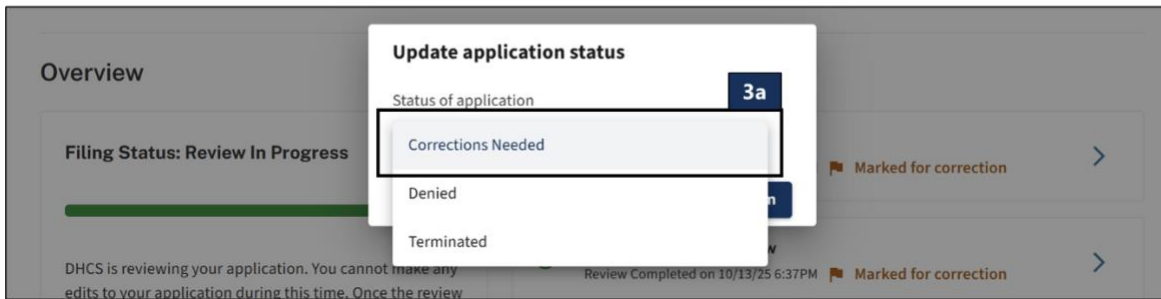 Update application status
Overview
3a
Status of application
Filing Status: Review In Progress
Corrections Needed
Marked for correction
Denied
Terminated
DHCS is reviewing your application. You cannot make any
edits to your application during this time. Once the review
Review Completed on 10/13/25 6:37PM
Marked for correction